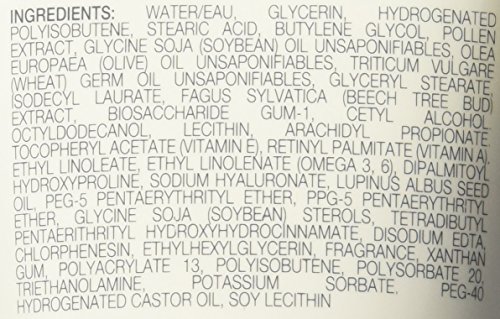 INGREDIENTS: WATER/EAU, GLYCERIN, HYDROGENATED
POLYISOBUTENE, STEARIC ACID, BUTYLENE GLYCOL, POLLEN
EXTRACT, GLYCINE SOJA (SOYBEAN) OIL UNSAPONIFIABLES, OLEA
EUROPAEA (OLIVE) OIL UNSAPONIFIABLES, TRITICUM VULGARE
(WHEAT) GERM OIL UNSAPONIFIABLES, GLYCERYL STEARATE,
ISODECYL LAURATE, FAGUS SYLVATICA (BEECH TREE BUD)
EXTRACT, BIOSACCHARIDE GUM-1, CETYL ALCOHOL
OCTYLDODECANOL, LECITHIN, ARACHIDYL PROPIONATE.
TOCOPHERYL ACETATE (VITAMIN E), RETINYL PALMITATE (VITAMIN A).
ETHYL LINOLEATE, ETHYL LINOLENATE (OMEGA 3, 6), DIPALMITOYL
HYDROXYPROLINE, SODIUM HYALURONATE, LUPINUS ALBUS SEED
OIL, PEG-5 PENTAERYTHRITYL ETHER, PPG-5 PENTAERYTHRITYL
ETHER, GLYCINE SOJA (SOYBEAN) STEROLS, TETRADIBUTYL
PENTAERITHRITYL HYDROXYHYDROCINNAMATE, DISODIUM EDTA,
CHLORPHENESIN, ETHYLHEXYLGLYCERIN, FRAGRANCE, XANTHAN
GUM, POLYACRYLATE 13, POLYISOBUTENE, POLYSORBATE 20,
TRIETHANOLAMINE, POTASSIUM SORBATE, PEG-40
HYDROGENATED CASTOR OIL, SOY LECITHIN